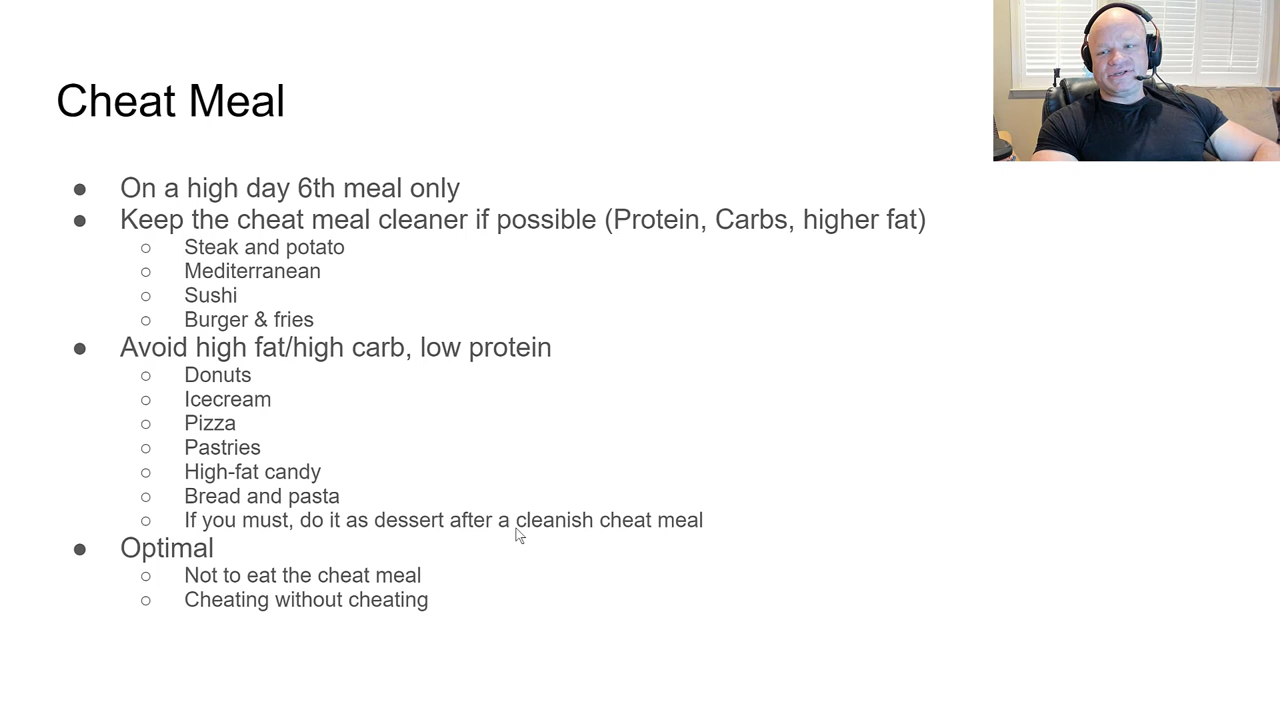 Cheat Meal
● On a high day 6th meal only
● Keep the cheat meal cleaner if possible (Protein, Carbs, higher fat)
○ Steak and potato
○ Mediterranean
○ Sushi
○ Burger & fries
● Avoid high fat/high carb, low protein
○ Donuts
○ Icecream
○ Pizza
○ Pastries
○ High-fat candy
○ Bread and pasta
○ If you must, do it as dessert after a cleanish cheat meal
● Optimal
○ Not to eat the cheat meal
○ Cheating without cheating